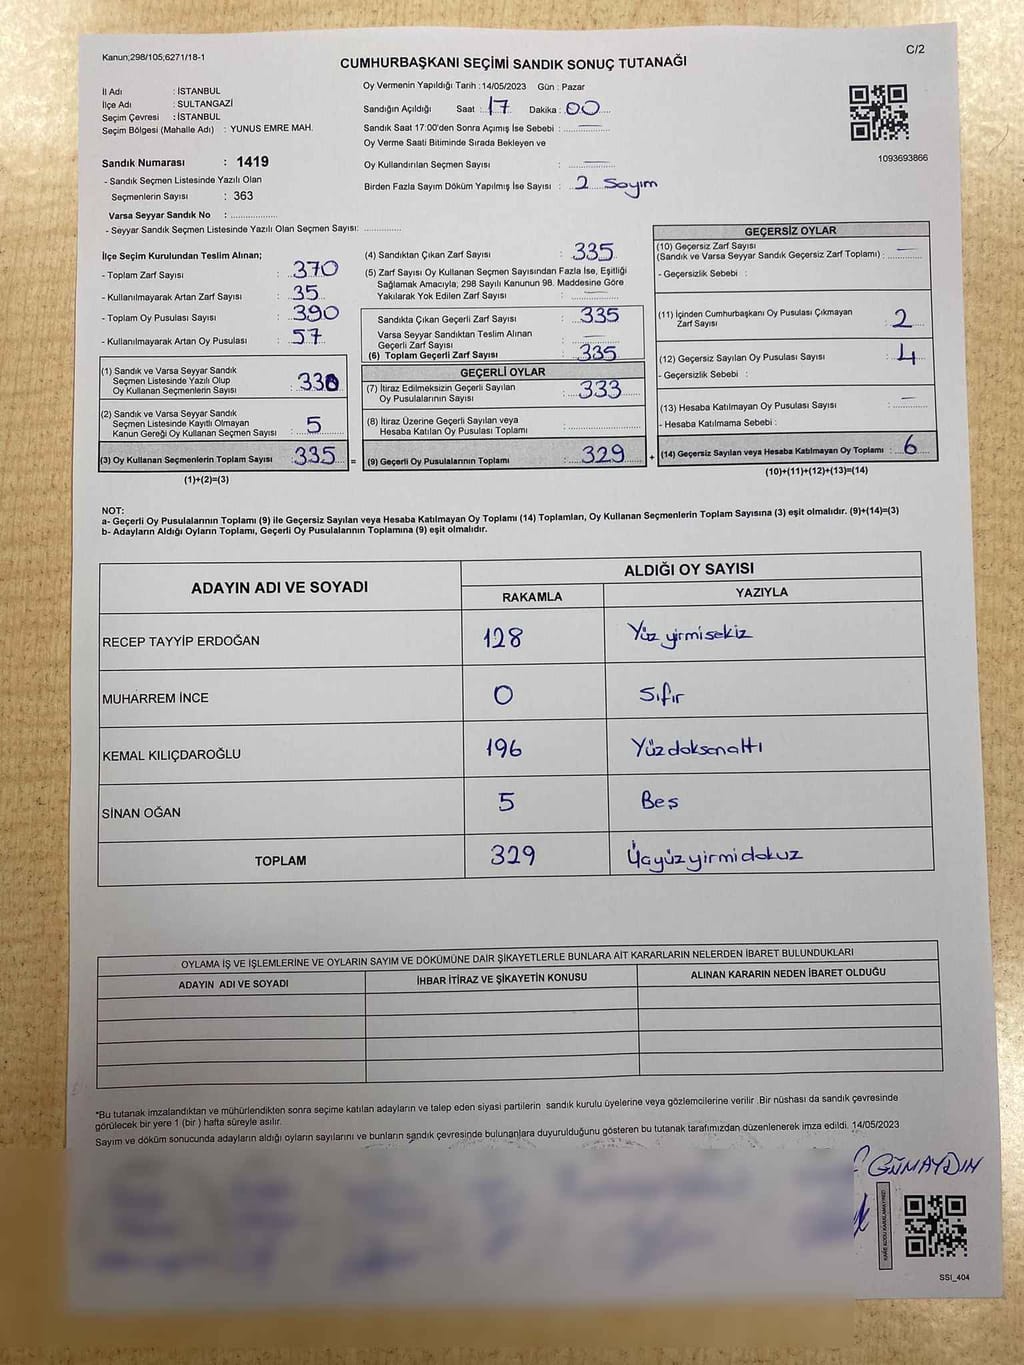 Kanun;298/105;6271/18-1
C/2
CUMHURBAŞKANI SEÇİMİ SANDIK SONUÇ TUTANAĞI
İl Adı : İSTANBUL
İlçe Adı : SULTANGAZİ
Seçim Çevresi : İSTANBUL
Seçim Bölgesi (Mahalle Adı) : YUNUS EMRE MAH.
Sandık Numarası : 1419
- Sandık Seçmen Listesinde Yazılı Olan
Seçmenlerin Sayısı : 363
Varsa Seyyar Sandık No : ..................
- Seyyar Sandık Seçmen Listesinde Yazılı Olan Seçmen Sayısı: ..............
Oy Vermenin Yapıldığı Tarih :14/05/2023 Gün : Pazar
Sandığın Açıldığı Saat : 17 Dakika : 00
Sandık Saat 17:00'den Sonra Açımış İse Sebebi : —
Oy Verme Saati Bitiminde Sırada Bekleyen ve
Oy Kullandırılan Seçmen Sayısı : —
Birden Fazla Sayım Döküm Yapılmış İse Sayısı : 2 Sayım
1093693866
İlçe Seçim Kurulundan Teslim Alınan;
- Toplam Zarf Sayısı : 370
- Kullanılmayarak Artan Zarf Sayısı : 35
- Toplam Oy Pusulası Sayısı : 390
- Kullanılmayarak Artan Oy Pusulası : 57
(1) Sandık ve Varsa Seyyar Sandık
Seçmen Listesinde Yazılı Olup
Oy Kullanan Seçmenlerin Sayısı : 330
(2) Sandık ve Varsa Seyyar Sandık
Seçmen Listesinde Kayıtlı Olmayan
Kanun Gereği Oy Kullanan Seçmen Sayısı : 5
(3) Oy Kullanan Seçmenlerin Toplam Sayısı : 335 =
(1)+(2)=(3)
(4) Sandıktan Çıkan Zarf Sayısı : 335
(5) Zarf Sayısı Oy Kullanan Seçmen Sayısından Fazla İse, Eşitliği
Sağlamak Amacıyla; 298 Sayılı Kanunun 98. Maddesine Göre
Yakılarak Yok Edilen Zarf Sayısı : —
Sandıkta Çıkan Geçerli Zarf Sayısı : 335
Varsa Seyyar Sandıktan Teslim Alınan
Geçerli Zarf Sayısı : —
(6) Toplam Geçerli Zarf Sayısı : 335
GEÇERLİ OYLAR
(7) İtiraz Edilmeksizin Geçerli Sayılan
Oy Pusulalarının Sayısı : 333
(8) İtiraz Üzerine Geçerli Sayılan veya
Hesaba Katılan Oy Pusulası Toplamı :
(9) Geçerli Oy Pusulalarının Toplamı : 329 +
GEÇERSİZ OYLAR
(10) Geçersiz Zarf Sayısı
(Sandık ve Varsa Seyyar Sandık Geçersiz Zarf Toplamı) : —
- Geçersizlik Sebebi :
(11) İçinden Cumhurbaşkanı Oy Pusulası Çıkmayan
Zarf Sayısı : 2
(12) Geçersiz Sayılan Oy Pusulası Sayısı : 4
- Geçersizlik Sebebi :
(13) Hesaba Katılmayan Oy Pusulası Sayısı : —
- Hesaba Katılmama Sebebi :
(14) Geçersiz Sayılan veya Hesaba Katılmayan Oy Toplamı : 6
(10)+(11)+(12)+(13)=(14)
NOT:
a- Geçerli Oy Pusulalarının Toplamı (9) ile Geçersiz Sayılan veya Hesaba Katılmayan Oy Toplamı (14) Toplamları, Oy Kullanan Seçmenlerin Toplam Sayısına (3) eşit olmalıdır. (9)+(14)=(3)
b- Adayların Aldığı Oyların Toplamı, Geçerli Oy Pusulalarının Toplamına (9) eşit olmalıdır.
ADAYIN ADI VE SOYADI
ALDIĞI OY SAYISI
RAKAMLA YAZIYLA
RECEP TAYYİP ERDOĞAN 128 Yüz yirmisekiz
MUHARREM İNCE 0 Sıfır
KEMAL KILIÇDAROĞLU 196 Yüzdoksanaltı
SİNAN OĞAN 5 Beş
TOPLAM 329 Üçyüzyirmidokuz
OYLAMA İŞ VE İŞLEMLERİNE VE OYLARIN SAYIM VE DÖKÜMÜNE DAİR ŞİKAYETLERLE BUNLARA AİT KARARLARIN NELERDEN İBARET BULUNDUKLARI
ADAYIN ADI VE SOYADI İHBAR İTİRAZ VE ŞİKAYETİN KONUSU ALINAN KARARIN NEDEN İBARET OLDUĞU
*Bu tutanak imzalandıktan ve mühürlendikten sonra seçime katılan adayların ve talep eden siyasi partilerin sandık kurulu üyelerine veya gözlemcilerine verilir .Bir nüshası da sandık çevresinde
görülecek bir yere 1 (bir ) hafta süreyle asılır.
Sayım ve döküm sonucunda adayların aldığı oyların sayılarını ve bunların sandık çevresinde bulunanlara duyurulduğunu gösteren bu tutanak tarafımızdan düzenlenerek imza edildi. 14/05/2023
GÜNAYDIN
SSI_404